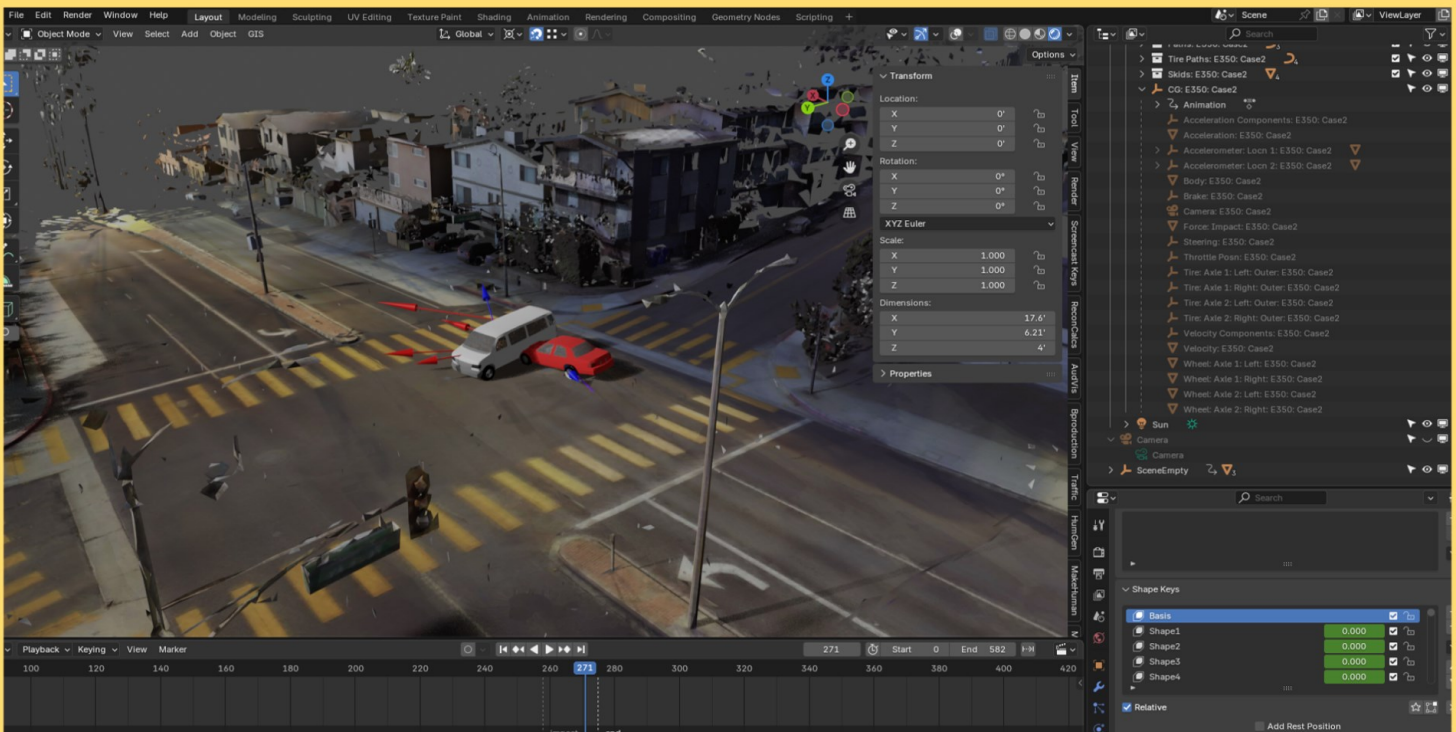 File Edit Render Window Help Layout Modeling Sculpting UV Editing Texture Paint Shading Animation Rendering Compositing Geometry Nodes Scripting + Scene ViewLayer
Object Mode View Select Add Object GIS Global Search
Options
Transform
Location:
X 0'
Y 0'
Z 0'
Rotation:
X 0°
Y 0°
Z 0°
XYZ Euler
Scale:
X 1.000
Y 1.000
Z 1.000
Dimensions:
X 17.6'
Y 6.21'
Z 4'
Properties
Z
X
Y
Item
Tool
View
Render
Screencast Keys
ReconCalcs
AudVis
Bproduction
Traffic
HumGen
MakeHuman
M
Paths: E350: Case2
Tire Paths: E350: Case2 4
Skids: E350: Case2 4
CG: E350: Case2
Animation
Acceleration Components: E350: Case2
Acceleration: E350: Case2
Accelerometer: Locn 1: E350: Case2
Accelerometer: Locn 2: E350: Case2
Body: E350: Case2
Brake: E350: Case2
Camera: E350: Case2
Force: Impact: E350: Case2
Steering: E350: Case2
Throttle Posn: E350: Case2
Tire: Axle 1: Left: Outer: E350: Case2
Tire: Axle 1: Right: Outer: E350: Case2
Tire: Axle 2: Left: Outer: E350: Case2
Tire: Axle 2: Right: Outer: E350: Case2
Velocity Components: E350: Case2
Velocity: E350: Case2
Wheel: Axle 1: Left: E350: Case2
Wheel: Axle 1: Right: E350: Case2
Wheel: Axle 2: Left: E350: Case2
Wheel: Axle 2: Right: E350: Case2
Sun
Camera
Camera
SceneEmpty 3
Search
Shape Keys
Basis
Shape1 0.000
Shape2 0.000
Shape3 0.000
Shape4 0.000
Relative
Add Rest Position
Playback Keying View Marker 271 Start 0 End 582
100 120 140 160 180 200 220 240 260 271 280 300 320 340 360 380 400 420